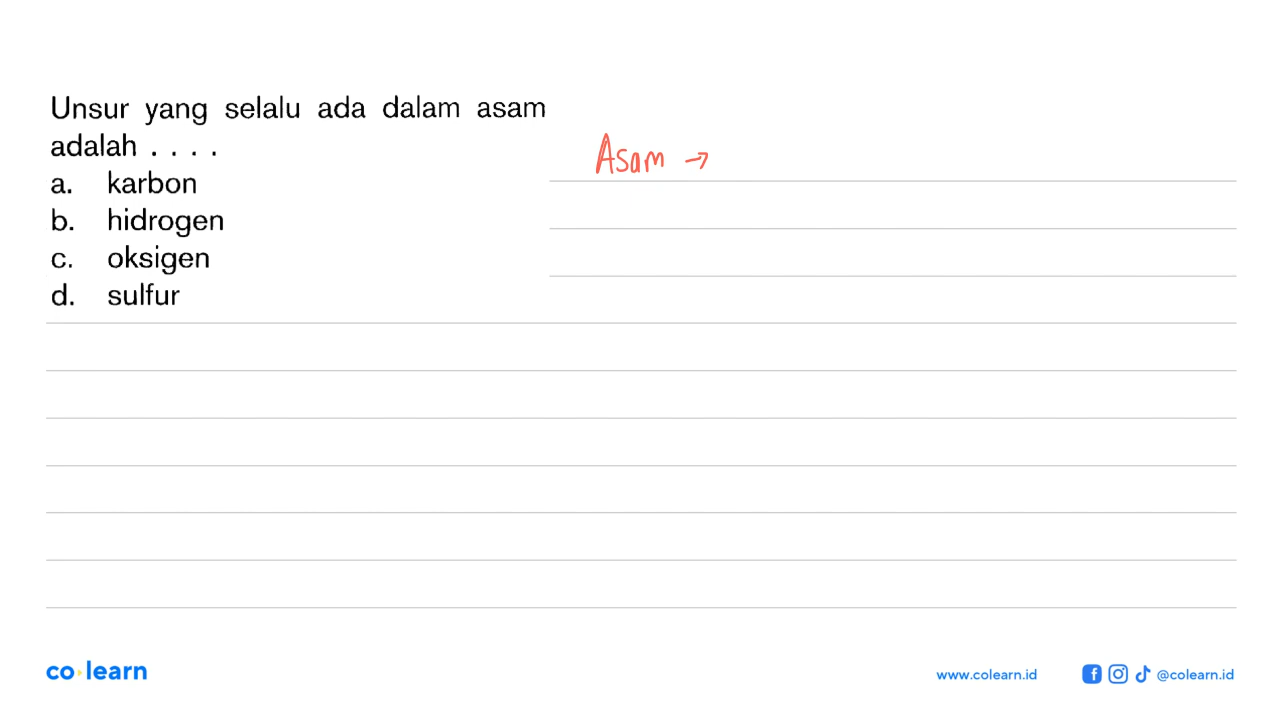 Unsur yang selalu ada dalam asam
adalah . . . .
a. karbon
b. hidrogen
c. oksigen
d. sulfur
Asam →
co learn
www.colearn.id
@colearn.id